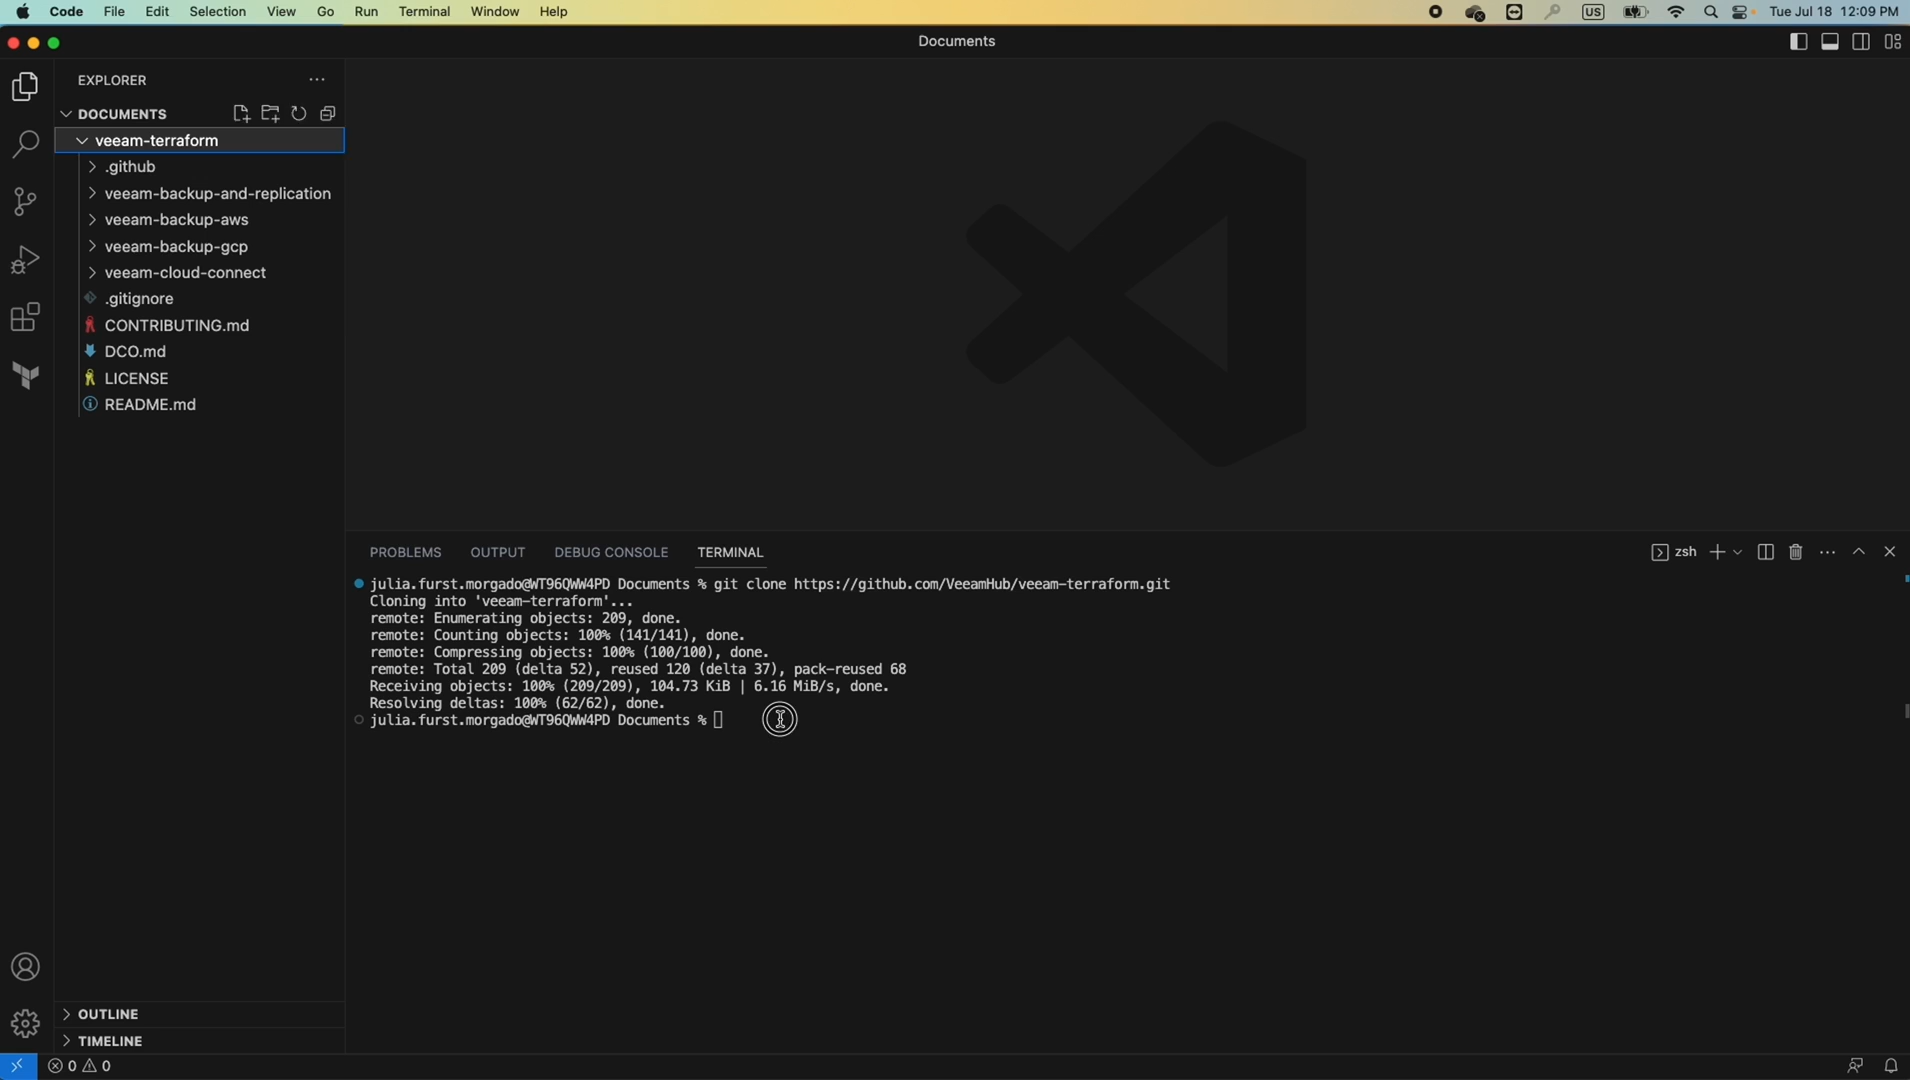 Code File Edit Selection View Go Run Terminal Window Help US Tue Jul 18 12:09 PM
Documents
EXPLORER
DOCUMENTS
veeam-terraform
.github
veeam-backup-and-replication
veeam-backup-aws
veeam-backup-gcp
veeam-cloud-connect
.gitignore
CONTRIBUTING.md
DCO.md
LICENSE
README.md
PROBLEMS OUTPUT DEBUG CONSOLE TERMINAL zsh
julia.furst.morgado@WT96QWW4PD Documents % git clone https://github.com/VeeamHub/veeam-terraform.git
Cloning into 'veeam-terraform'...
remote: Enumerating objects: 209, done.
remote: Counting objects: 100% (141/141), done.
remote: Compressing objects: 100% (100/100), done.
remote: Total 209 (delta 52), reused 120 (delta 37), pack-reused 68
Receiving objects: 100% (209/209), 104.73 KiB | 6.16 MiB/s, done.
Resolving deltas: 100% (62/62), done.
julia.furst.morgado@WT96QWW4PD Documents %
OUTLINE
TIMELINE
0 0